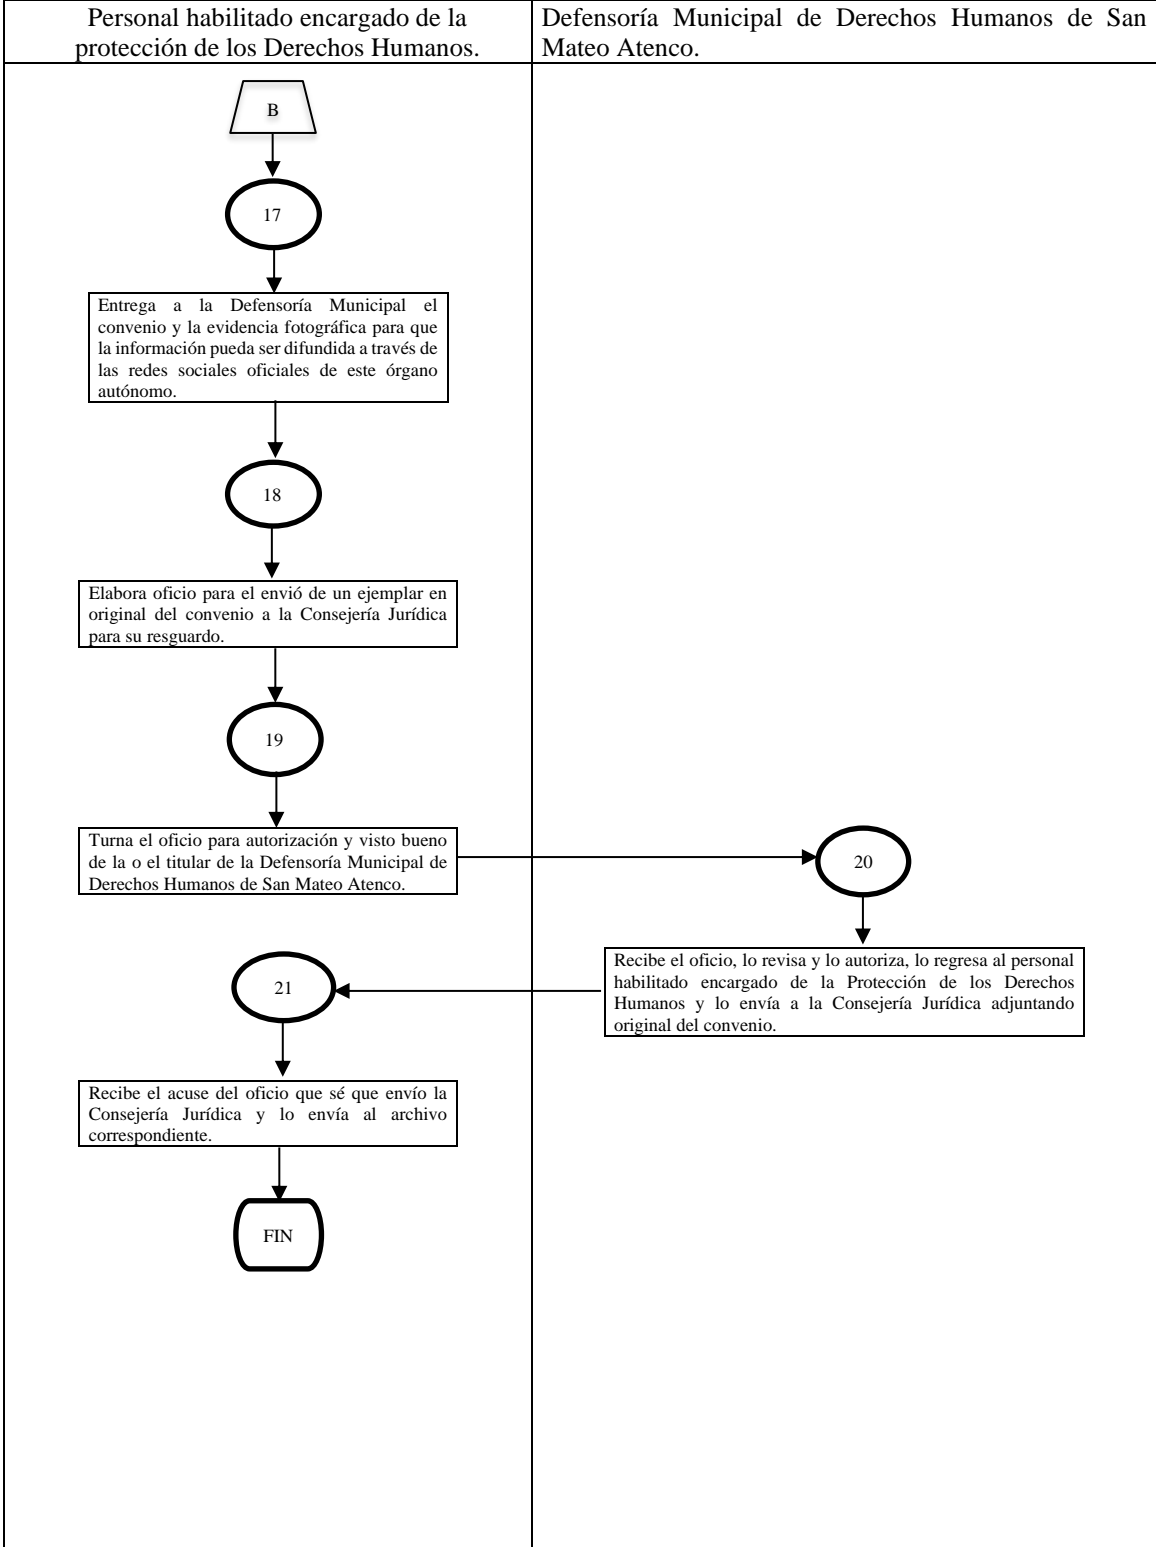 Personal habilitado encargado de la
protección de los Derechos Humanos.
Defensoría Municipal de Derechos Humanos de San
Mateo Atenco.
B
17
Entrega a la Defensoría Municipal el
convenio y la evidencia fotográfica para que
la información pueda ser difundida a través de
las redes sociales oficiales de este órgano
autónomo.
18
Elabora oficio para el envió de un ejemplar en
original del convenio a la Consejería Jurídica
para su resguardo.
19
Turna el oficio para autorización y visto bueno
de la o el titular de la Defensoría Municipal de
Derechos Humanos de San Mateo Atenco.
20
Recibe el oficio, lo revisa y lo autoriza, lo regresa al personal
habilitado encargado de la Protección de los Derechos
Humanos y lo envía a la Consejería Jurídica adjuntando
original del convenio.
21
Recibe el acuse del oficio que sé que envío la
Consejería Jurídica y lo envía al archivo
correspondiente.
FIN